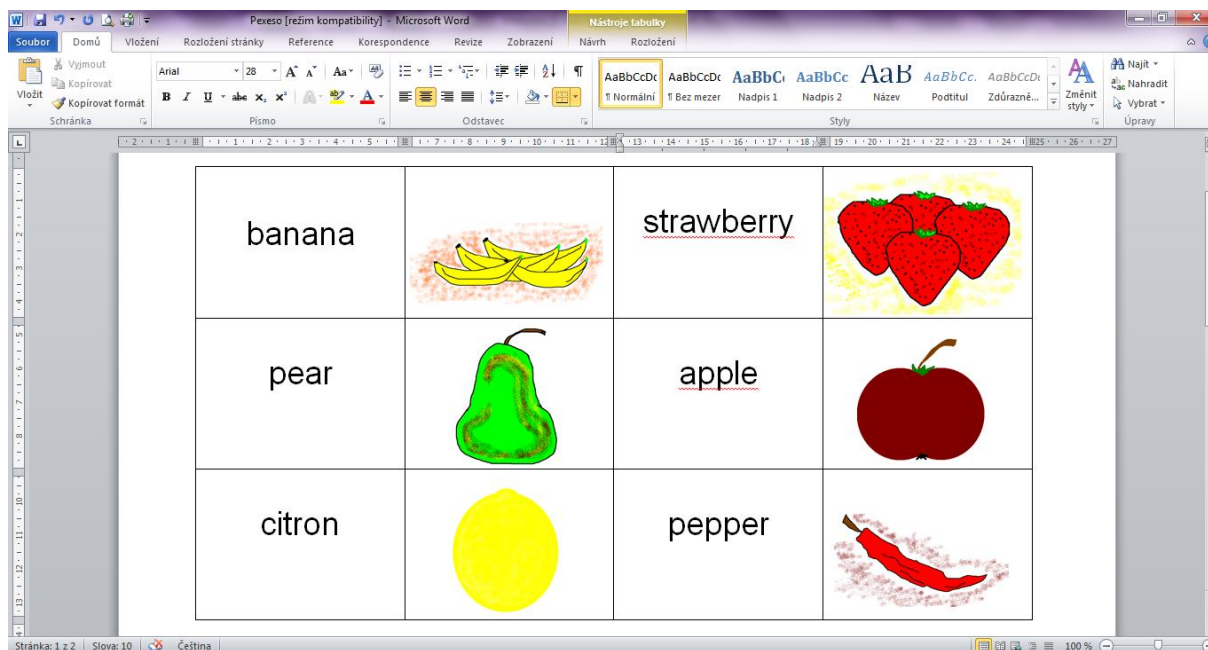 Pexeso [režim kompatibility] - Microsoft Word
Nástroje tabulky
Soubor Domů Vložení Rozložení stránky Reference Korespondence Revize Zobrazení Návrh Rozložení
Vložit
Vyjmout
Kopírovat
Kopírovat formát
Schránka
Arial 28
Písmo
Odstavec
AaBbCcDc AaBbCcDc AaBbC AaBbCc AaB AaBbCc. AaBbCcDc
¶ Normální ¶ Bez mezer Nadpis 1 Nadpis 2 Název Podtitul Zdůrazně...
Styly
Změnit styly
Najít
Nahradit
Vybrat
Úpravy
banana strawberry
pear apple
citron pepper
Stránka: 1 z 2 Slova: 10 Čeština 100 %